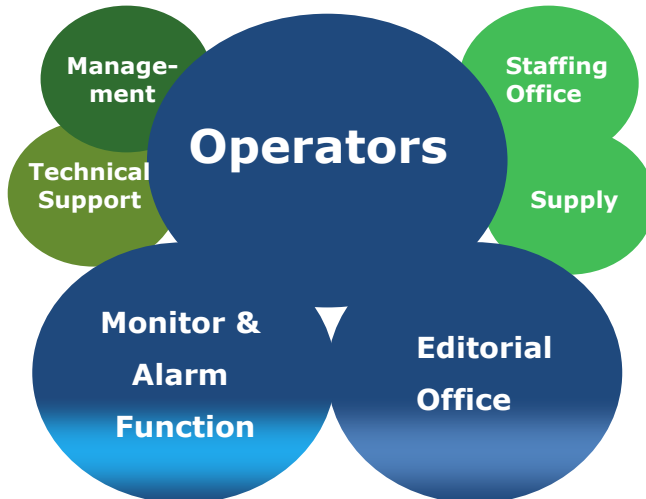 Manage-
ment
Technical
Support
Operators
Staffing
Office
Supply
Monitor &
Alarm
Function
Editorial
Office